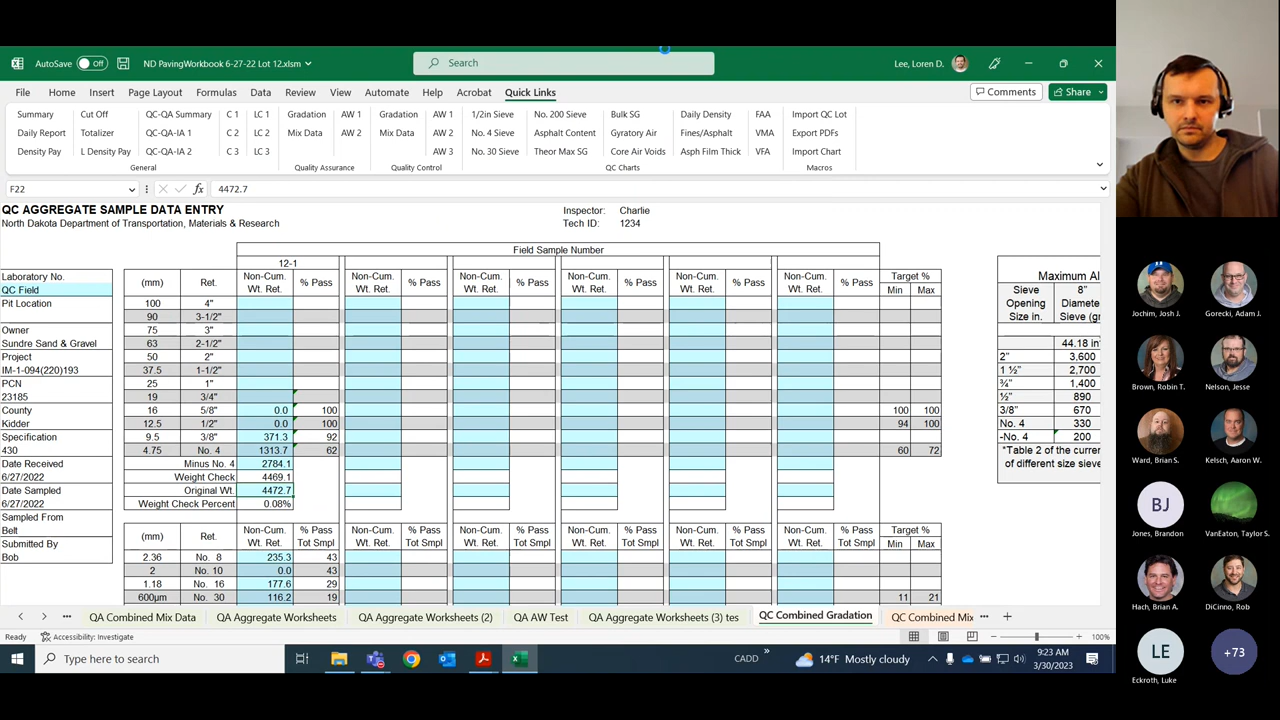 AutoSave Off ND PavingWorkbook 6-27-22 Lot 12.xlsm Search Lee, Loren D.
File Home Insert Page Layout Formulas Data Review View Automate Help Acrobat Quick Links Comments Share
Summary Cut Off QC-QA Summary C 1 LC 1 Gradation AW 1 Gradation AW 1 1/2in Sieve No. 200 Sieve Bulk SG Daily Density FAA Import QC Lot
Daily Report Totalizer QC-QA-IA 1 C 2 LC 2 Mix Data AW 2 Mix Data AW 2 No. 4 Sieve Asphalt Content Gyratory Air Fines/Asphalt VMA Export PDFs
Density Pay L Density Pay QC-QA-IA 2 C 3 LC 3 AW 3 No. 30 Sieve Theor Max SG Core Air Voids Asph Film Thick VFA Import Chart
General Quality Assurance Quality Control QC Charts Macros
F22 fx 4472.7
QC AGGREGATE SAMPLE DATA ENTRY Inspector: Charlie
North Dakota Department of Transportation, Materials & Research Tech ID: 1234
Field Sample Number
12-1
Laboratory No. (mm) Ret. Non-Cum. Wt. Ret. % Pass Non-Cum. Wt. Ret. % Pass Non-Cum. Wt. Ret. % Pass Non-Cum. Wt. Ret. % Pass Non-Cum. Wt. Ret. % Pass Non-Cum. Wt. Ret. % Pass Target % Maximum Al
QC Field Min Max Sieve Opening Size in. 8" Diamete Sieve (gr
Pit Location 100 4"
90 3-1/2"
Owner 75 3"
Sundre Sand & Gravel 63 2-1/2" 44.18 in
Project 50 2" 2" 3,600
IM-1-094(220)193 37.5 1-1/2" 1 ½" 2,700
PCN 25 1" ¾" 1,400
23185 19 3/4" ½" 890
County 16 5/8" 0.0 100 100 100 3/8" 670
Kidder 12.5 1/2" 0.0 100 94 100 No. 4 330
Specification 9.5 3/8" 371.3 92 -No. 4 200
430 4.75 No. 4 1313.7 62 60 72 *Table 2 of the curren
Date Received Minus No. 4 2784.1 of different size sieve
6/27/2022 Weight Check 4469.1
Date Sampled Original Wt. 4472.7
6/27/2022 Weight Check Percent 0.08%
Sampled From
Belt (mm) Ret. Non-Cum. Wt. Ret. % Pass Tot Smpl Non-Cum. Wt. Ret. % Pass Tot Smpl Non-Cum. Wt. Ret. % Pass Tot Smpl Non-Cum. Wt. Ret. % Pass Tot Smpl Non-Cum. Wt. Ret. % Pass Tot Smpl Non-Cum. Wt. Ret. % Pass Tot Smpl Target %
Submitted By Min Max
Bob 2.36 No. 8 235.3 43
2 No. 10 0.0 43
1.18 No. 16 177.6 29
600µm No. 30 116.2 19 11 21
QA Combined Mix Data QA Aggregate Worksheets QA Aggregate Worksheets (2) QA AW Test QA Aggregate Worksheets (3) tes QC Combined Gradation QC Combined Mix
Ready Accessibility: Investigate 100%
Type here to search CADD 14°F Mostly cloudy 9:23 AM
3/30/2023
Jochim, Josh J. Gorecki, Adam J.
Brown, Robin T. Nelson, Jesse
Ward, Brian S. Kelsch, Aaron W.
BJ
Jones, Brandon VanEaton, Taylor S.
Hach, Brian A. DiCinno, Rob
LE +73
Eckroth, Luke